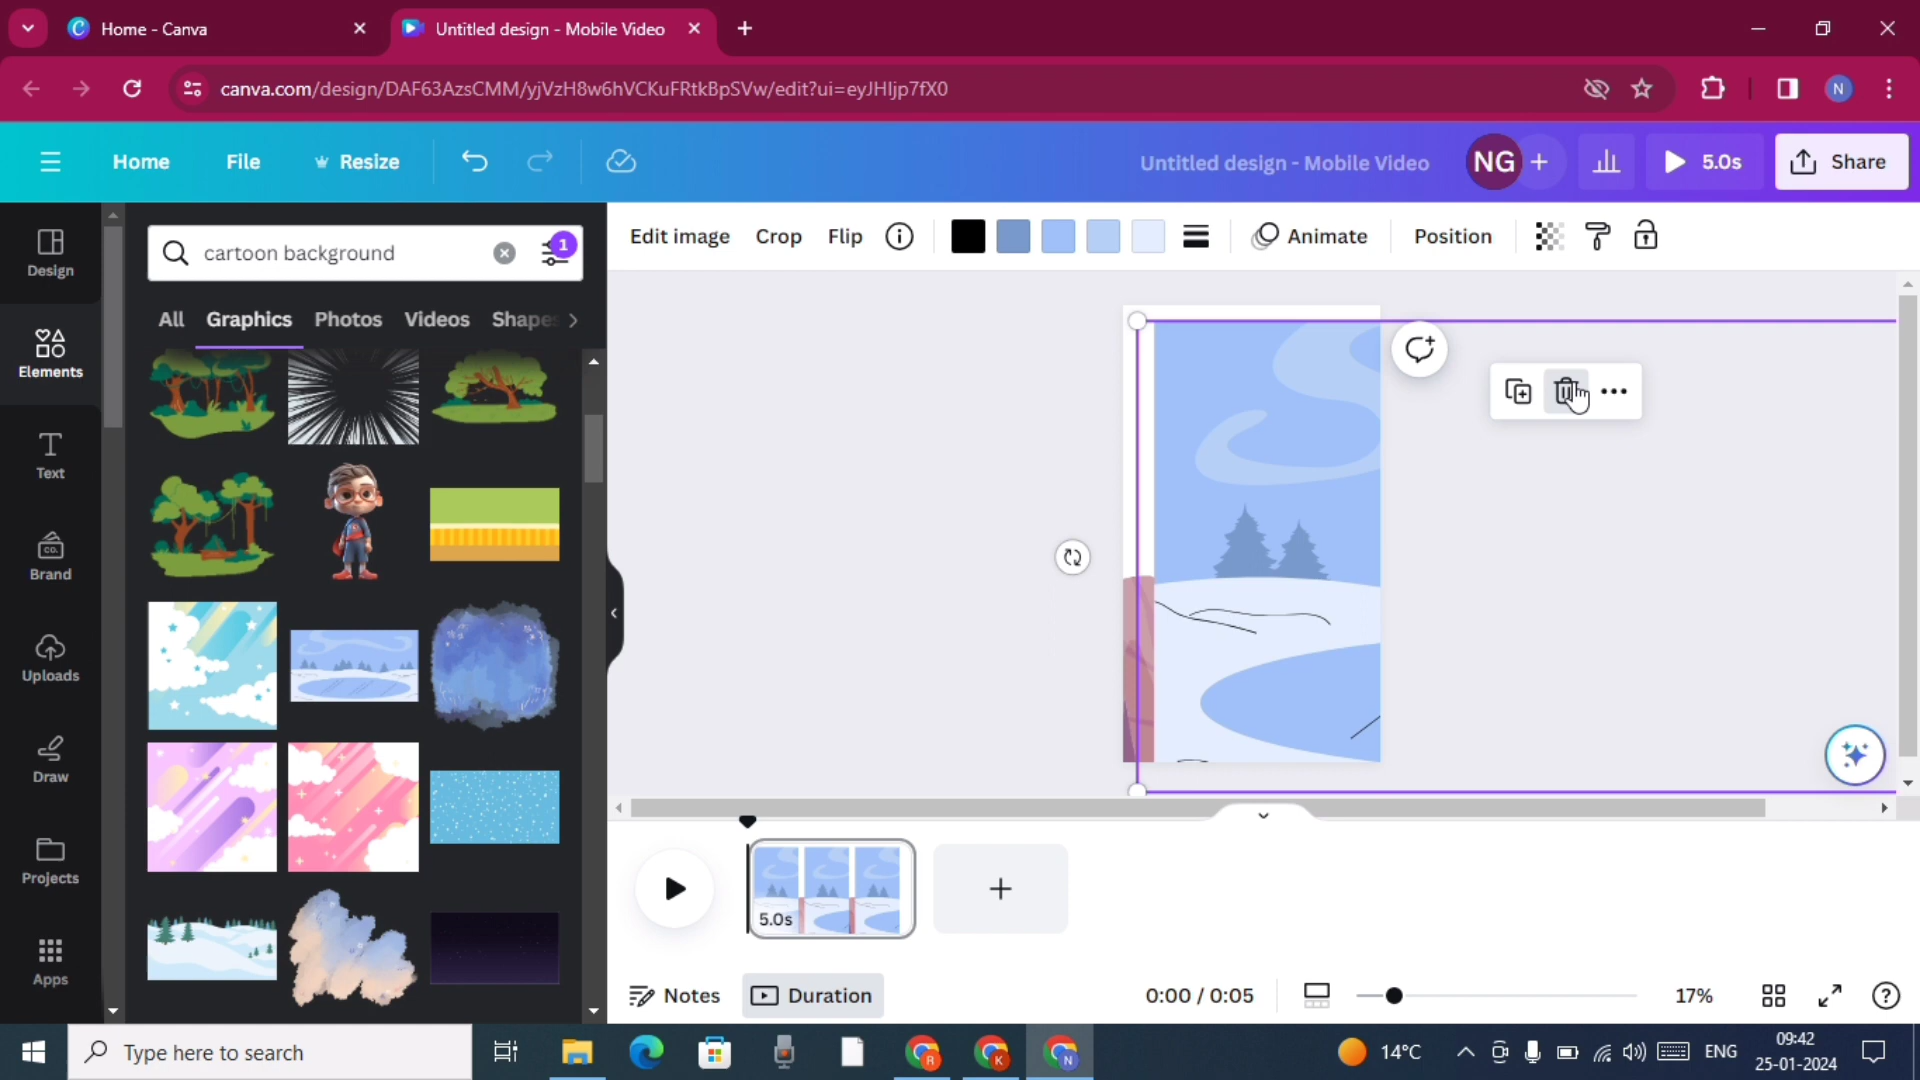 Home - Canva
Untitled design - Mobile Video
canva.com/design/DAF63AzsCMM/yjVzH8w6hVCKuFRtkBpSVw/edit?ui=eyJHIjp7fX0
N
Home
File
Resize
Untitled design - Mobile Video
NG
+
5.0s
Share
Design
Elements
Text
CO.
Brand
Uploads
Draw
Projects
Apps
cartoon background
1
All
Graphics
Photos
Videos
Shapes
Edit image
Crop
Flip
Animate
Position
5.0s
Notes
Duration
0:00 / 0:05
17%
Type here to search
R
K
N
14°C
ENG
09:42
25-01-2024